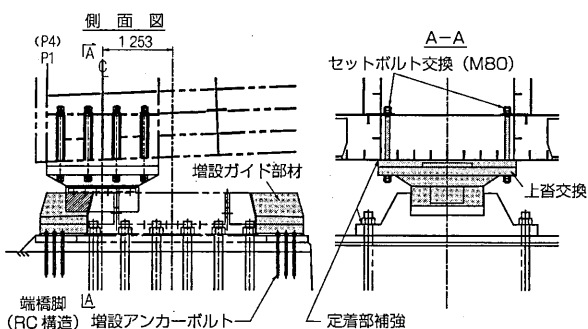 側面図
(P4)
P1
A
℄
1 253
増設ガイド部材
端橋脚
(RC 構造)
A
増設アンカーボルト
A−A
セットボルト交換（M80）
上沓交換
定着部補強